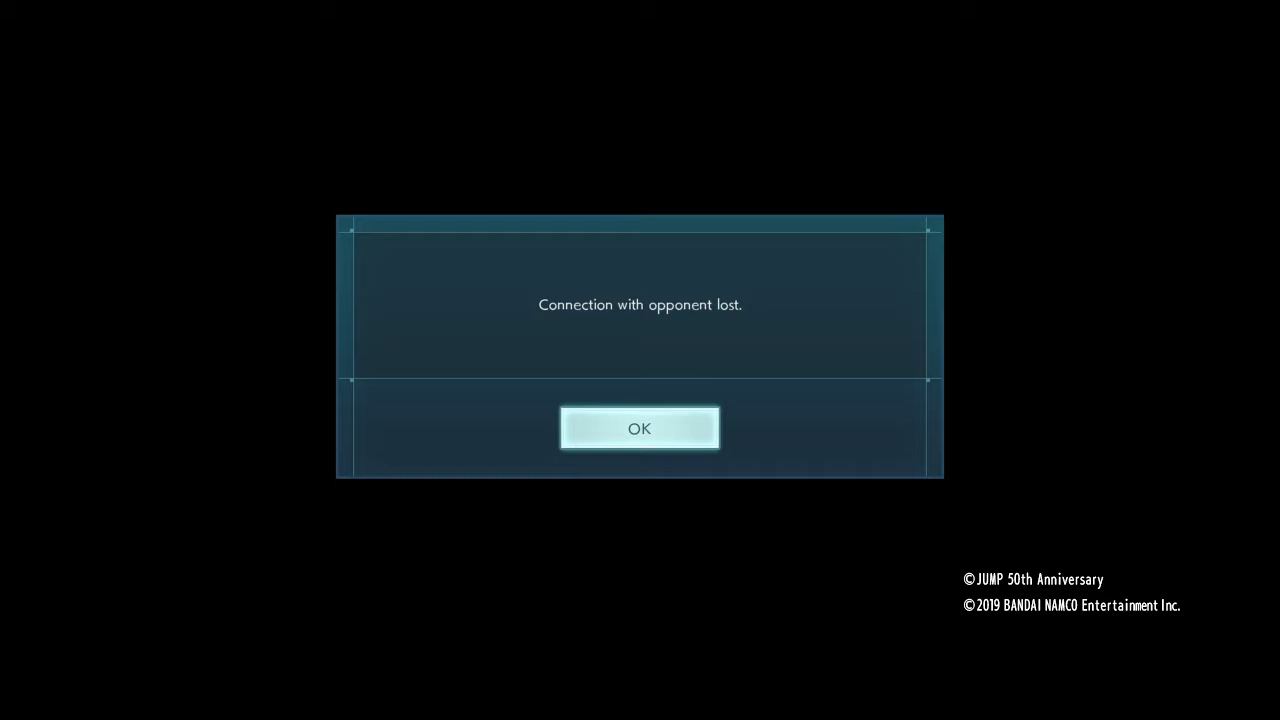 Connection with opponent lost.
OK
©JUMP 50th Anniversary
©2019 BANDAI NAMCO Entertainment Inc.